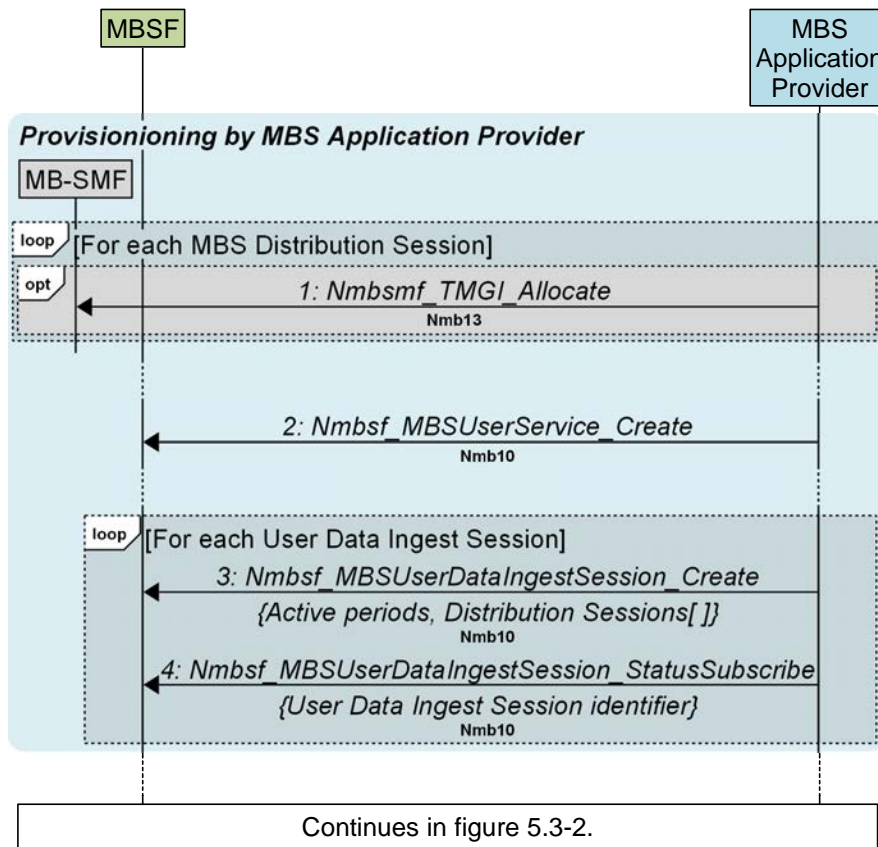 MBSF
MBS
Application
Provider
Provisionioning by MBS Application Provider
MB-SMF
loop
[For each MBS Distribution Session]
opt
1: Nmbsmf_TMGI_Allocate
Nmb13
2: Nmbsf_MBSUserService_Create
Nmb10
loop
[For each User Data Ingest Session]
3: Nmbsf_MBSUserDataIngestSession_Create
{Active periods, Distribution Sessions[ ]}
Nmb10
4: Nmbsf_MBSUserDataIngestSession_StatusSubscribe
{User Data Ingest Session identifier}
Nmb10
Continues in figure 5.3-2.